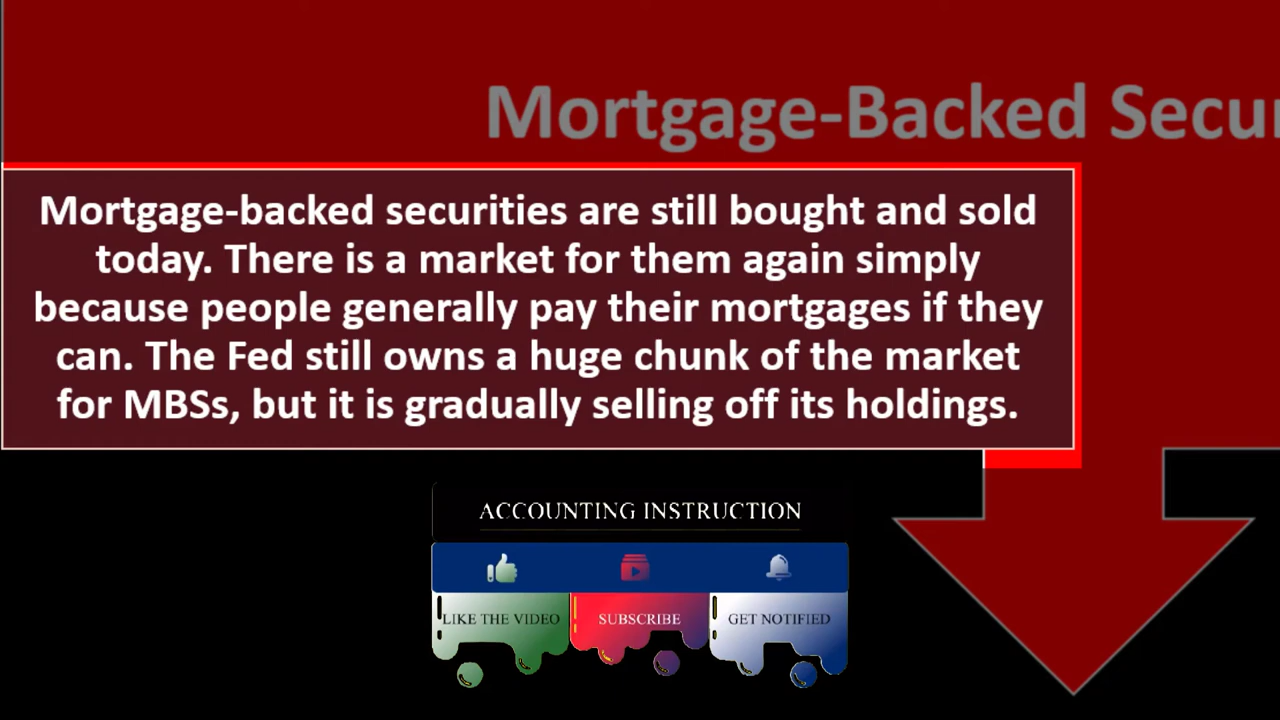 Mortgage-Backed Secu
Mortgage-backed securities are still bought and sold
today. There is a market for them again simply
because people generally pay their mortgages if they
can. The Fed still owns a huge chunk of the market
for MBSs, but it is gradually selling off its holdings.
ACCOUNTING INSTRUCTION
LIKE THE VIDEO
SUBSCRIBE
GET NOTIFIED